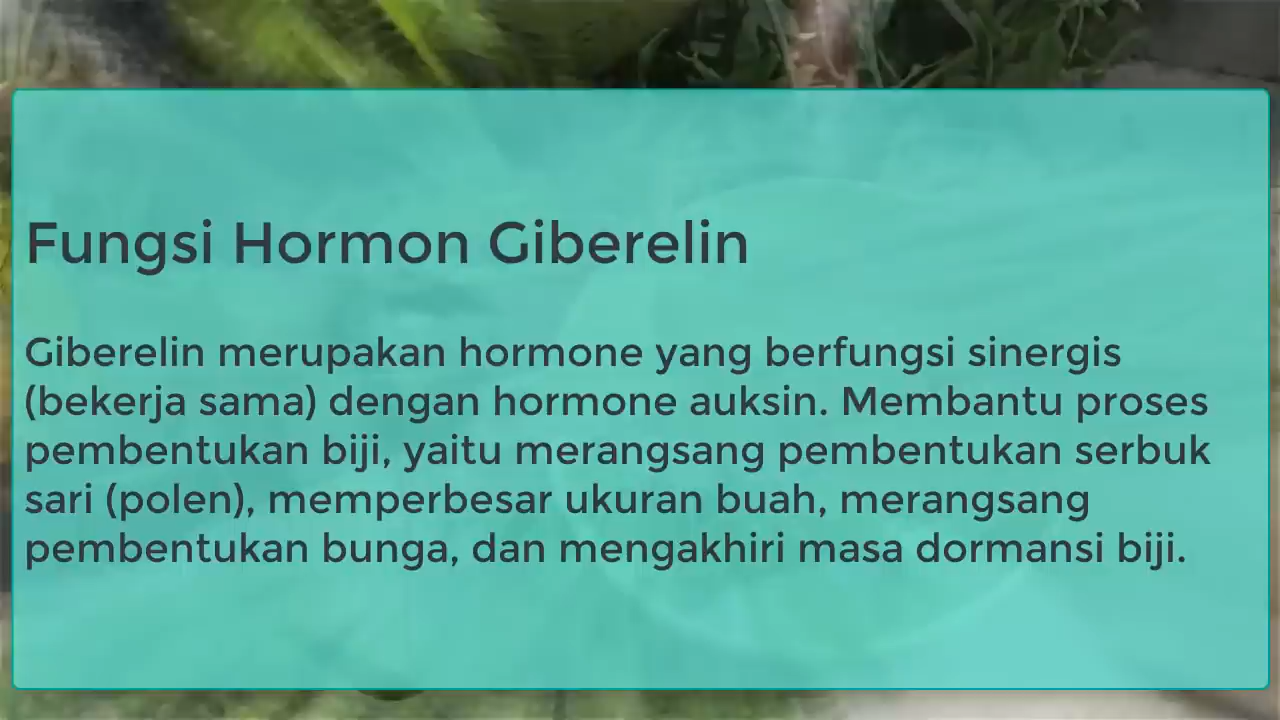 Fungsi Hormon Giberelin
Giberelin merupakan hormone yang berfungsi sinergis
(bekerja sama) dengan hormone auksin. Membantu proses
pembentukan biji, yaitu merangsang pembentukan serbuk
sari (polen), memperbesar ukuran buah, merangsang
pembentukan bunga, dan mengakhiri masa dormansi biji.